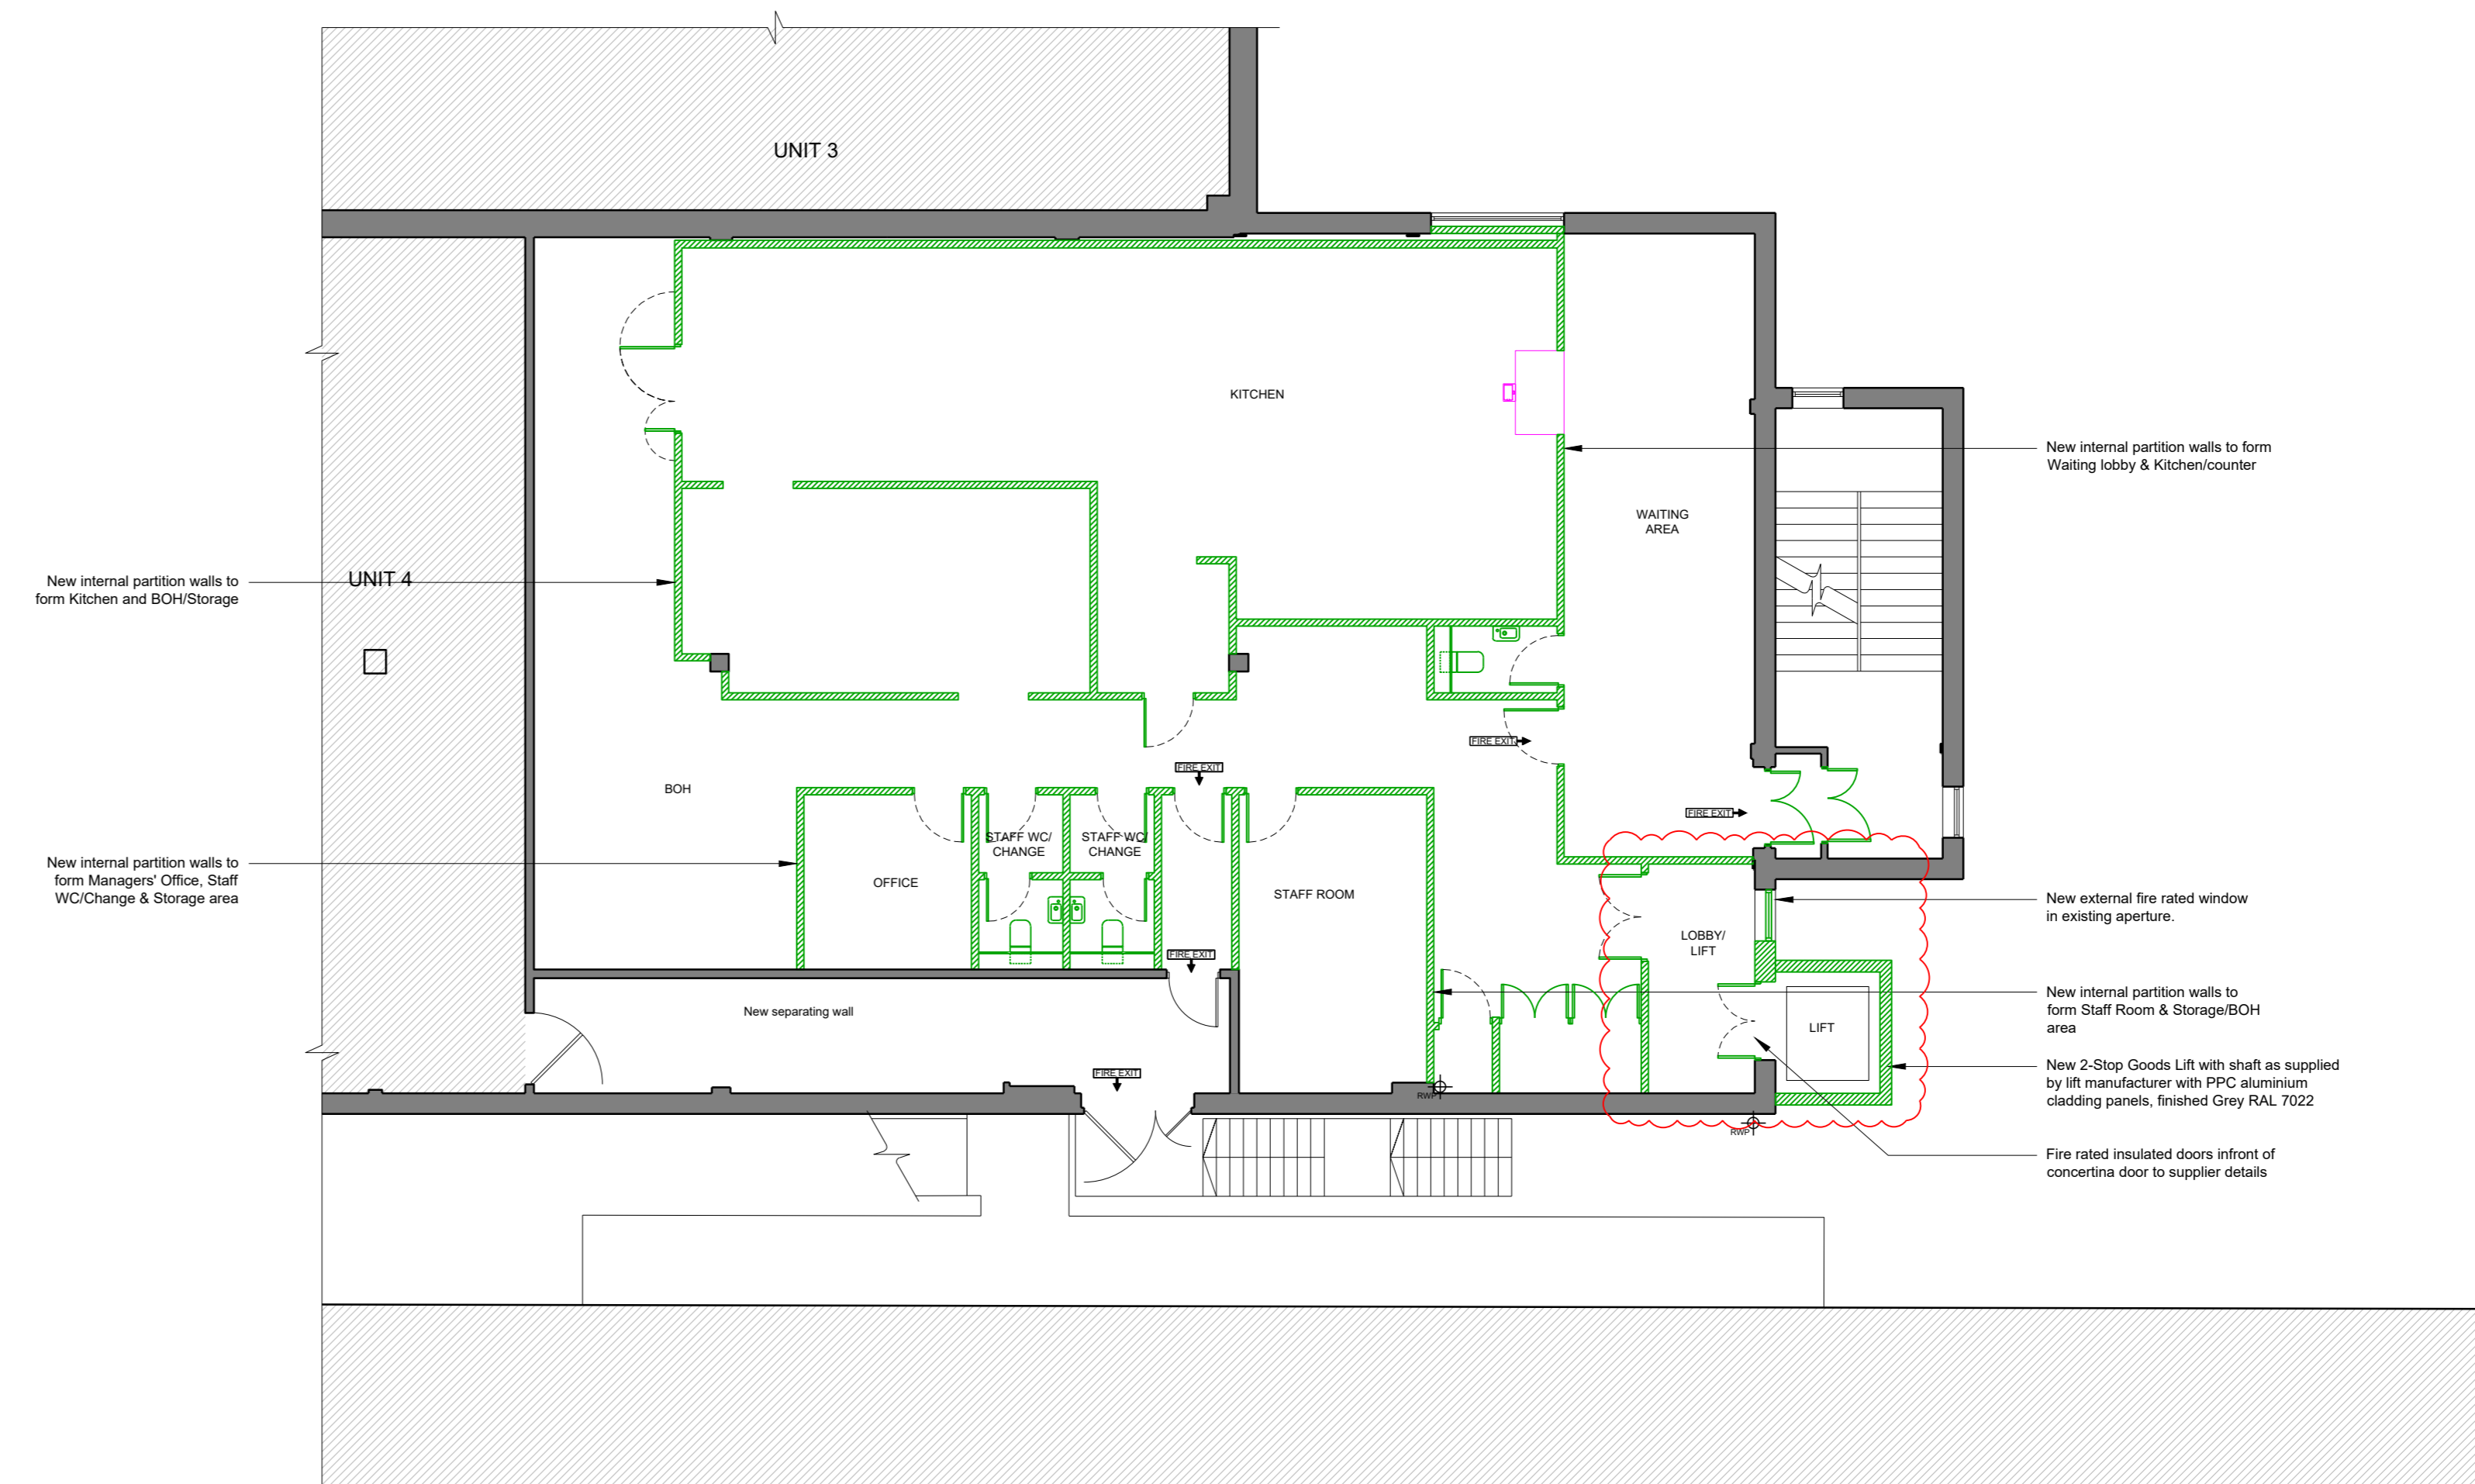 UNIT 3
KITCHEN
New internal partition walls to form
Waiting lobby & Kitchen/counter
WAITING
AREA
UNIT 4
New internal partition walls to
form Kitchen and BOH/Storage
FIRE EXIT
FIRE EXIT
BOH
FIRE EXIT
STAFF WC/
CHANGE
STAFF WC/
CHANGE
New internal partition walls to
form Managers' Office, Staff
WC/Change & Storage area
OFFICE
STAFF ROOM
New external fire rated window
in existing aperture.
LOBBY/
LIFT
FIRE EXIT
New internal partition walls to
form Staff Room & Storage/BOH
area
New separating wall
LIFT
New 2-Stop Goods Lift with shaft as supplied
by lift manufacturer with PPC aluminium
cladding panels, finished Grey RAL 7022
FIRE EXIT
RWP
RWP
Fire rated insulated doors infront of
concertina door to supplier details